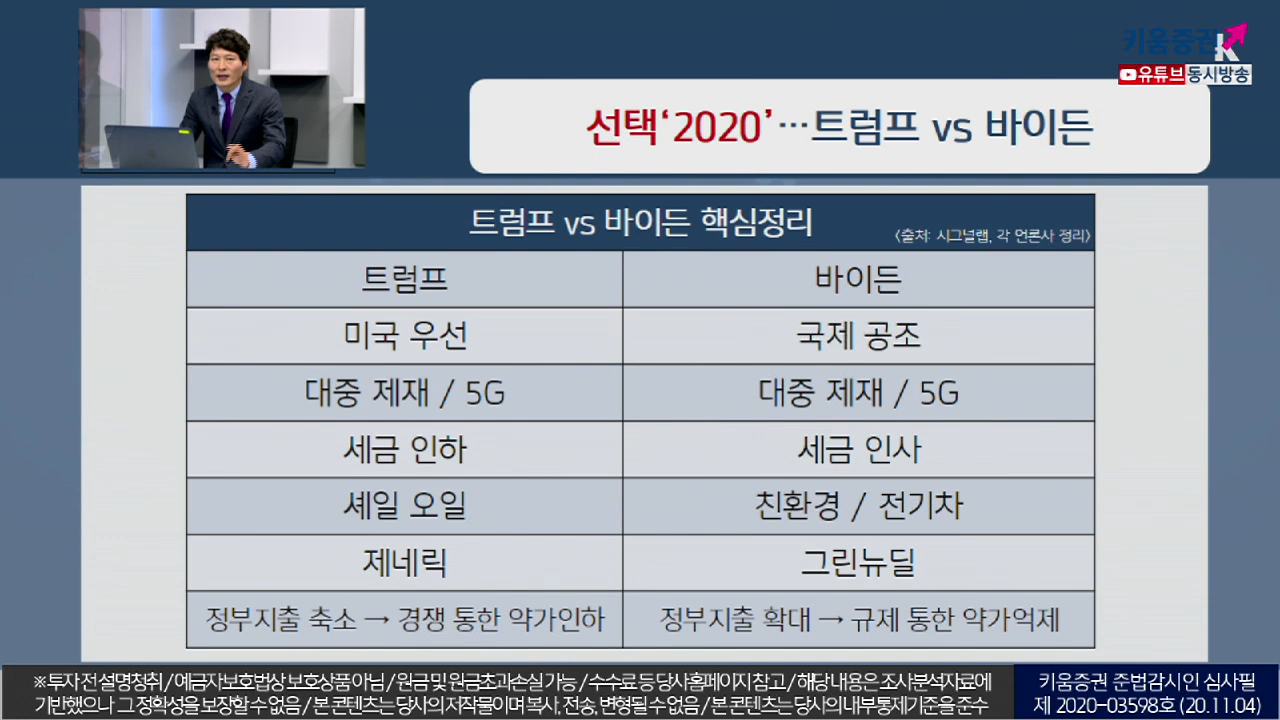 키움증권
유튜브 동시방송
선택‘2020’…트럼프 vs 바이든
트럼프 vs 바이든 핵심정리
<출처: 시그널랩, 각 언론사 정리>
트럼프 바이든
미국 우선 국제 공조
대중 제재 / 5G 대중 제재 / 5G
세금 인하 세금 인사
셰일 오일 친환경 / 전기차
제네릭 그린뉴딜
정부지출 축소 → 경쟁 통한 약가인하 정부지출 확대 → 규제 통한 약가억제
※ 투자 전 설명청취 / 예금자보호법상 보호상품 아님 / 원금 및 원금초과손실 가능 / 수수료 등 당사홈페이지 참고 / 해당 내용은 조사분석자료에
기반했으나 그 정확성을 보장할 수 없음 / 본 콘텐츠는 당사의 저작물이며 복사, 전송, 변형될 수 없음 / 본 콘텐츠는 당사의 내부통제기준을 준수
키움증권 준법감시인 심사필
제 2020-03598호 (20.11.04)